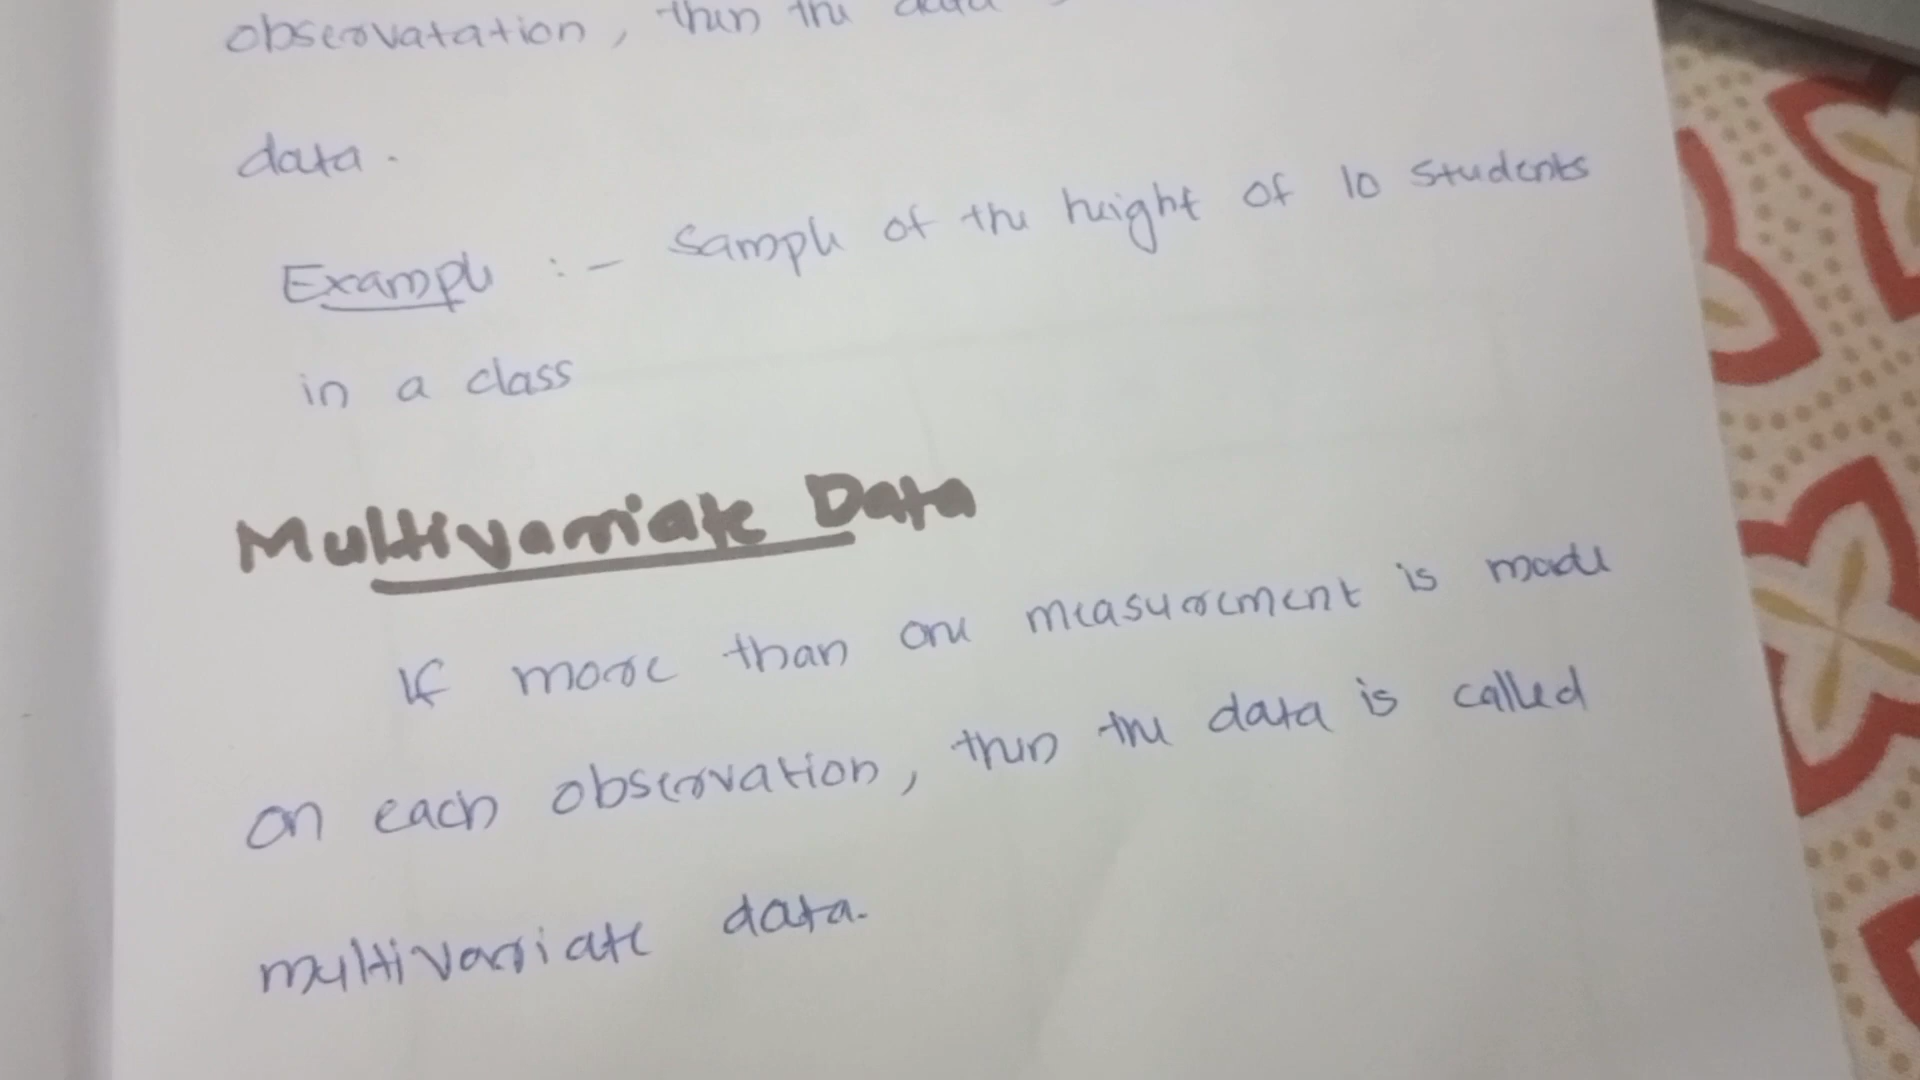 observatation, then the data
data.
Example :- Sample of the height of 10 students
in a class
Multivariate Data
If more than one measurement is made
on each observation, then the data is called
multivariate data.